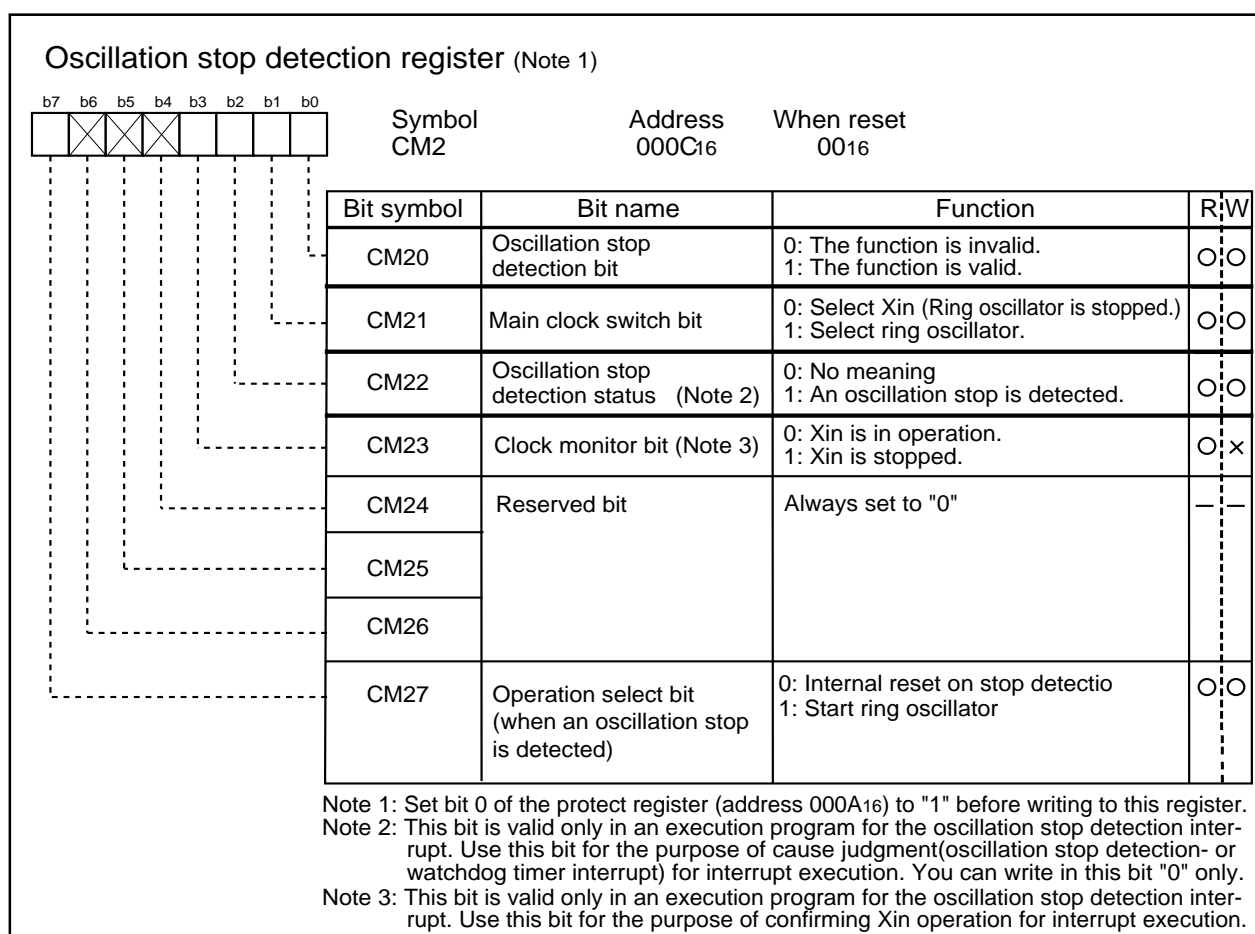 Oscillation stop detection register (Note 1)
b7 b6 b5 b4 b3 b2 b1 b0
Symbol Address When reset
CM2 000C16 0016
Bit symbol Bit name Function R W
CM20 Oscillation stop detection bit 0: The function is invalid.
1: The function is valid.
CM21 Main clock switch bit 0: Select Xin (Ring oscillator is stopped.)
1: Select ring oscillator.
CM22 Oscillation stop detection status (Note 2) 0: No meaning
1: An oscillation stop is detected.
CM23 Clock monitor bit (Note 3) 0: Xin is in operation.
1: Xin is stopped.
CM24 Reserved bit Always set to "0"
CM25
CM26
CM27 Operation select bit (when an oscillation stop is detected) 0: Internal reset on stop detectio
1: Start ring oscillator
Note 1: Set bit 0 of the protect register (address 000A16) to "1" before writing to this register.
Note 2: This bit is valid only in an execution program for the oscillation stop detection inter-
rupt. Use this bit for the purpose of cause judgment(oscillation stop detection- or
watchdog timer interrupt) for interrupt execution. You can write in this bit "0" only.
Note 3: This bit is valid only in an execution program for the oscillation stop detection inter-
rupt. Use this bit for the purpose of confirming Xin operation for interrupt execution.